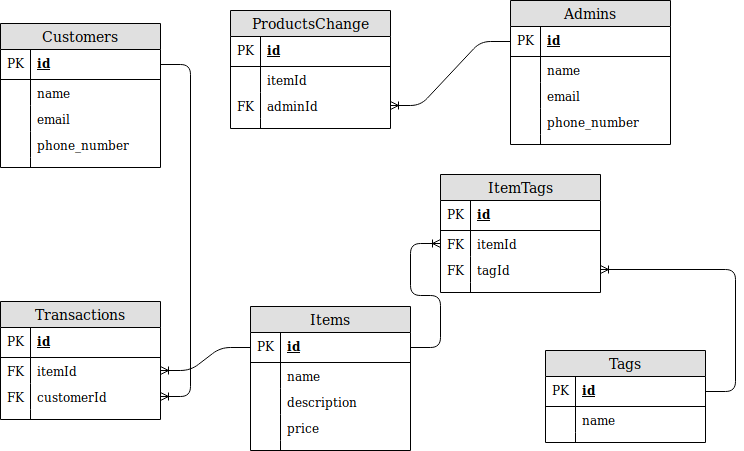 Customers
PK id
name
email
phone_number
ProductsChange
PK id
itemId
FK adminId
Admins
PK id
name
email
phone_number
ItemTags
PK id
FK itemId
FK tagId
Transactions
PK id
FK itemId
FK customerId
Items
PK id
name
description
price
Tags
PK id
name